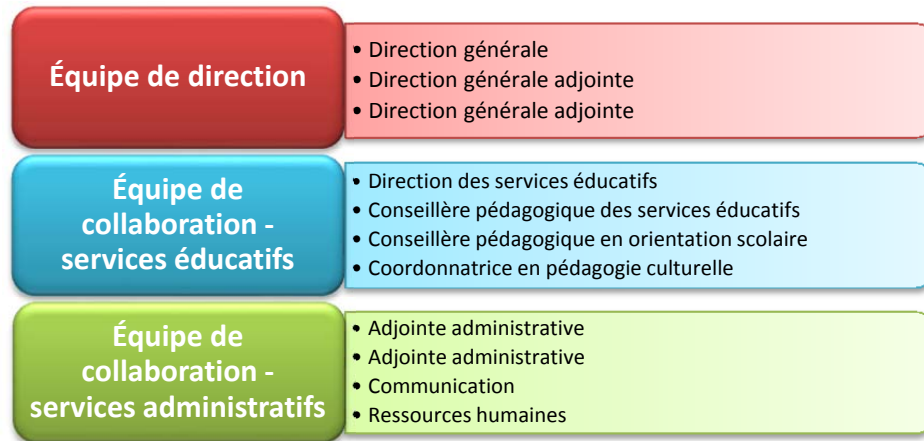 Équipe de direction
• Direction générale
• Direction générale adjointe
• Direction générale adjointe
Équipe de
collaboration -
services éducatifs
• Direction des services éducatifs
• Conseillère pédagogique des services éducatifs
• Conseillère pédagogique en orientation scolaire
• Coordonnatrice en pédagogie culturelle
Équipe de
collaboration -
services administratifs
• Adjointe administrative
• Adjointe administrative
• Communication
• Ressources humaines